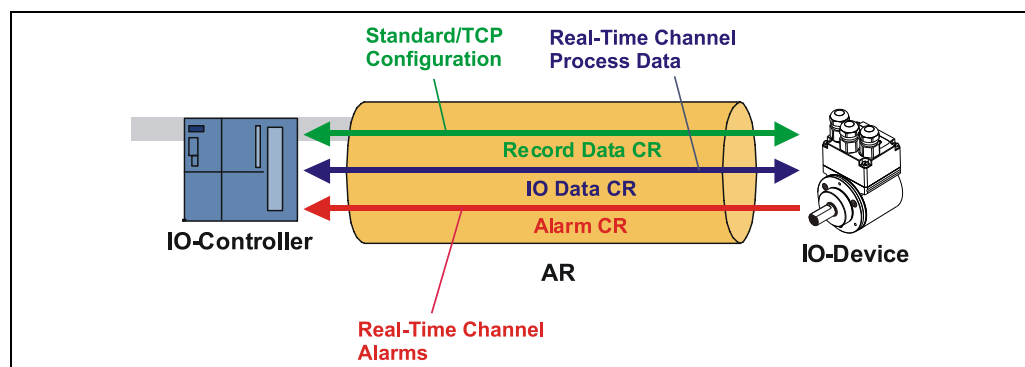 Standard/TCP
Configuration
Real-Time Channel
Process Data
Record Data CR
IO Data CR
Alarm CR
IO-Controller
IO-Device
AR
Real-Time Channel
Alarms